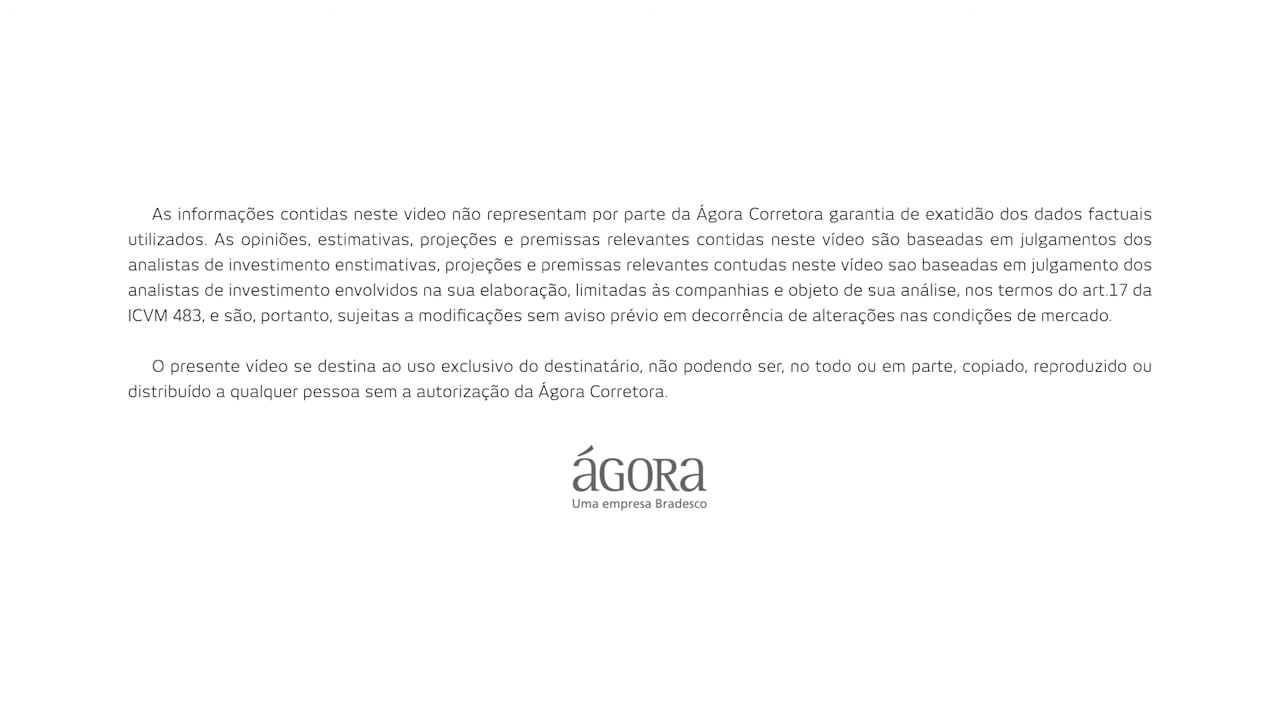 As informações contidas neste video não representam por parte da Ágora Corretora garantia de exatidão dos dados factuais
utilizados. As opiniões, estimativas, projeções e premissas relevantes contidas neste vídeo são baseadas em julgamentos dos
analistas de investimento enstimativas, projeções e premissas relevantes contudas neste vídeo sao baseadas em julgamento dos
analistas de investimento envolvidos na sua elaboração, limitadas às companhias e objeto de sua análise, nos termos do art.17 da
ICVM 483, e são, portanto, sujeitas a modificações sem aviso prévio em decorrência de alterações nas condições de mercado.
O presente vídeo se destina ao uso exclusivo do destinatário, não podendo ser, no todo ou em parte, copiado, reproduzido ou
distribuído a qualquer pessoa sem a autorização da Ágora Corretora.
ÁGORA
Uma empresa Bradesco